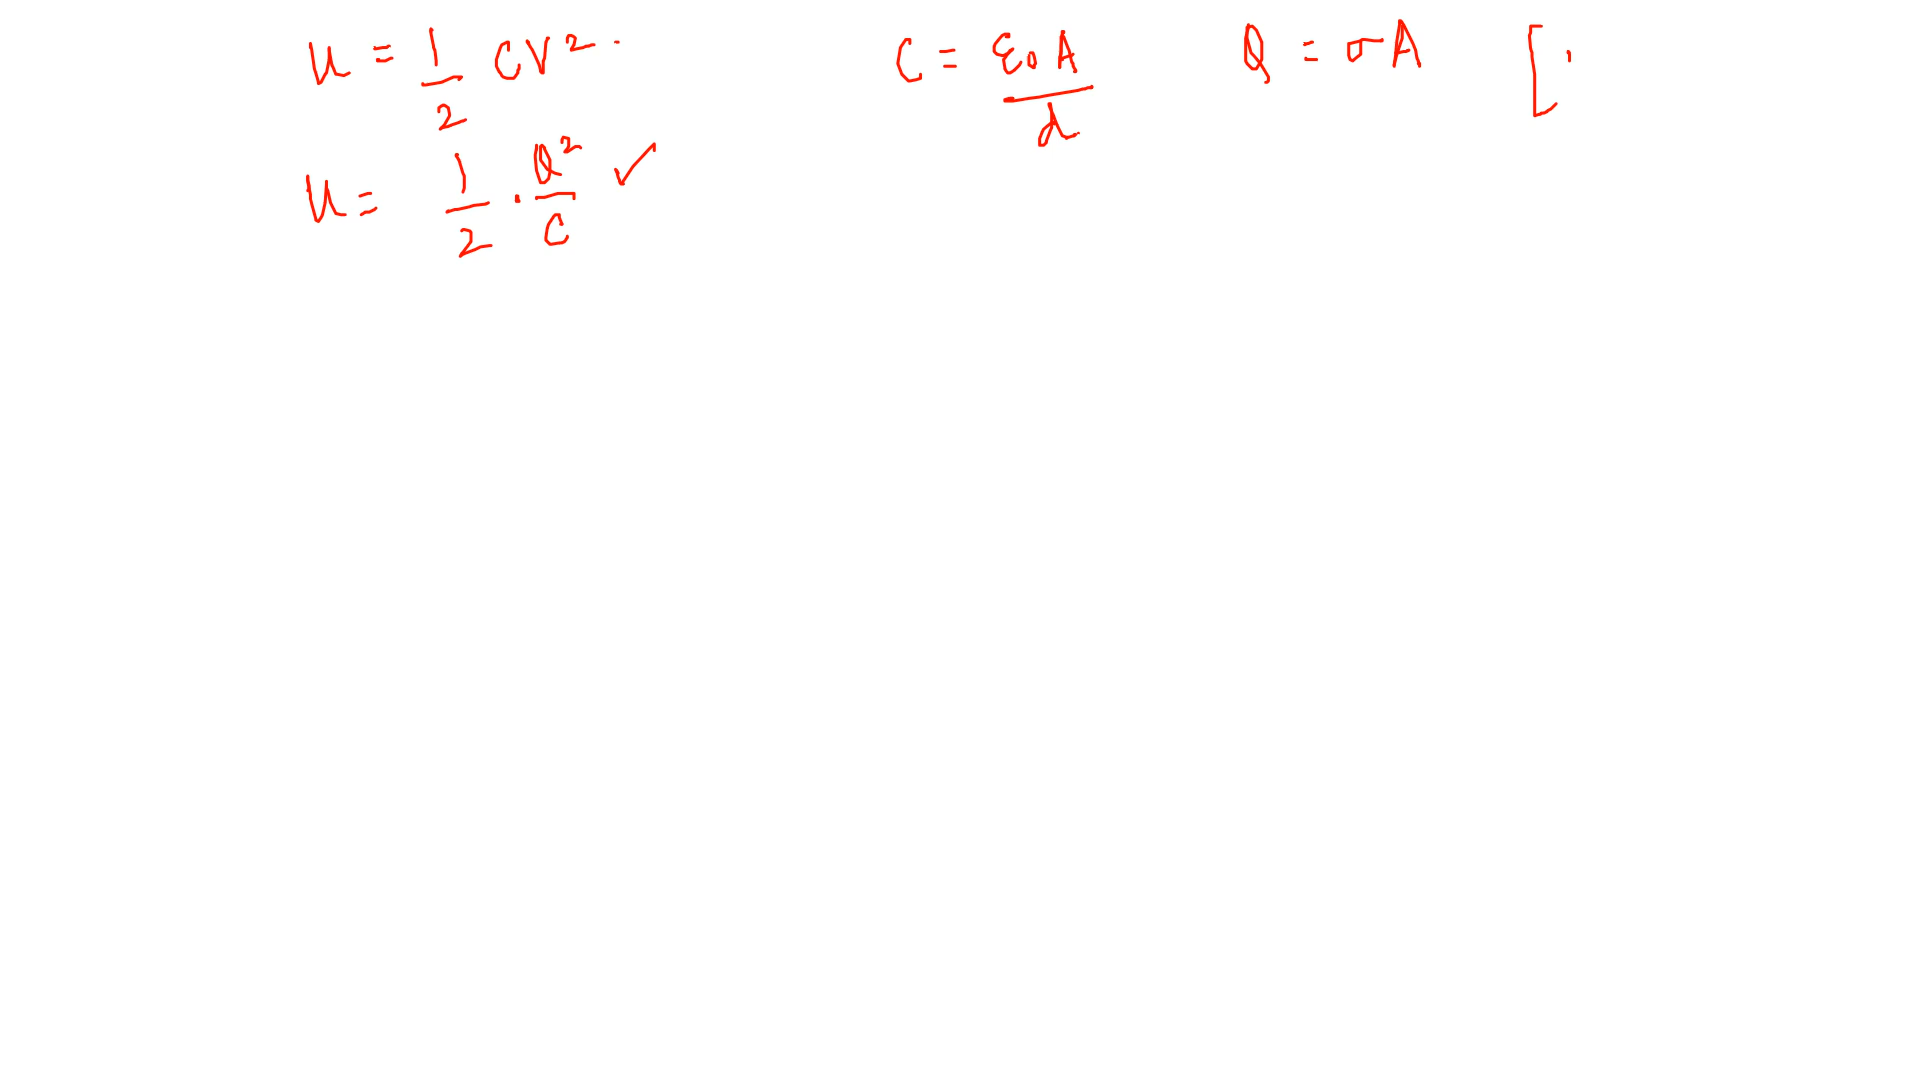 U = 1/2 CV² · C = ε₀A/d Q = σA [
U = 1/2 · Q²/C ✓